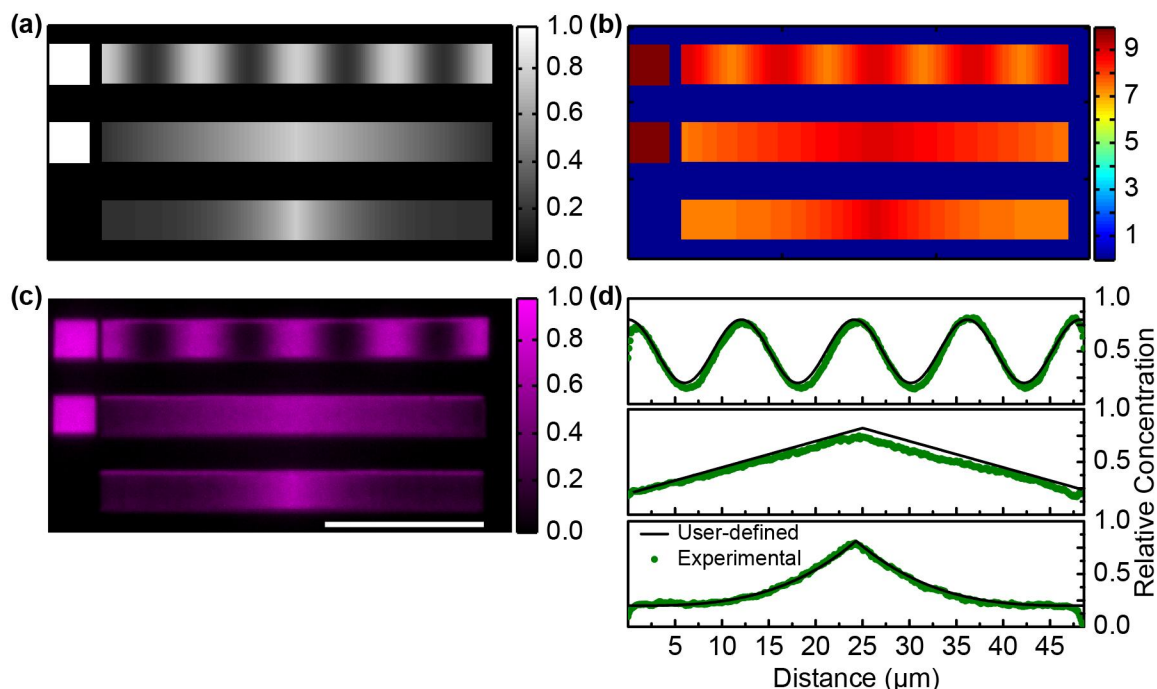 (a)
1.0
0.8
0.6
0.4
0.2
0.0
(b)
9
7
5
3
1
(c)
1.0
0.8
0.6
0.4
0.2
0.0
(d)
1.0
0.5
1.0
0.5
1.0
0.5
0.0
Relative Concentration
User-defined
Experimental
5 10 15 20 25 30 35 40 45
Distance (μm)